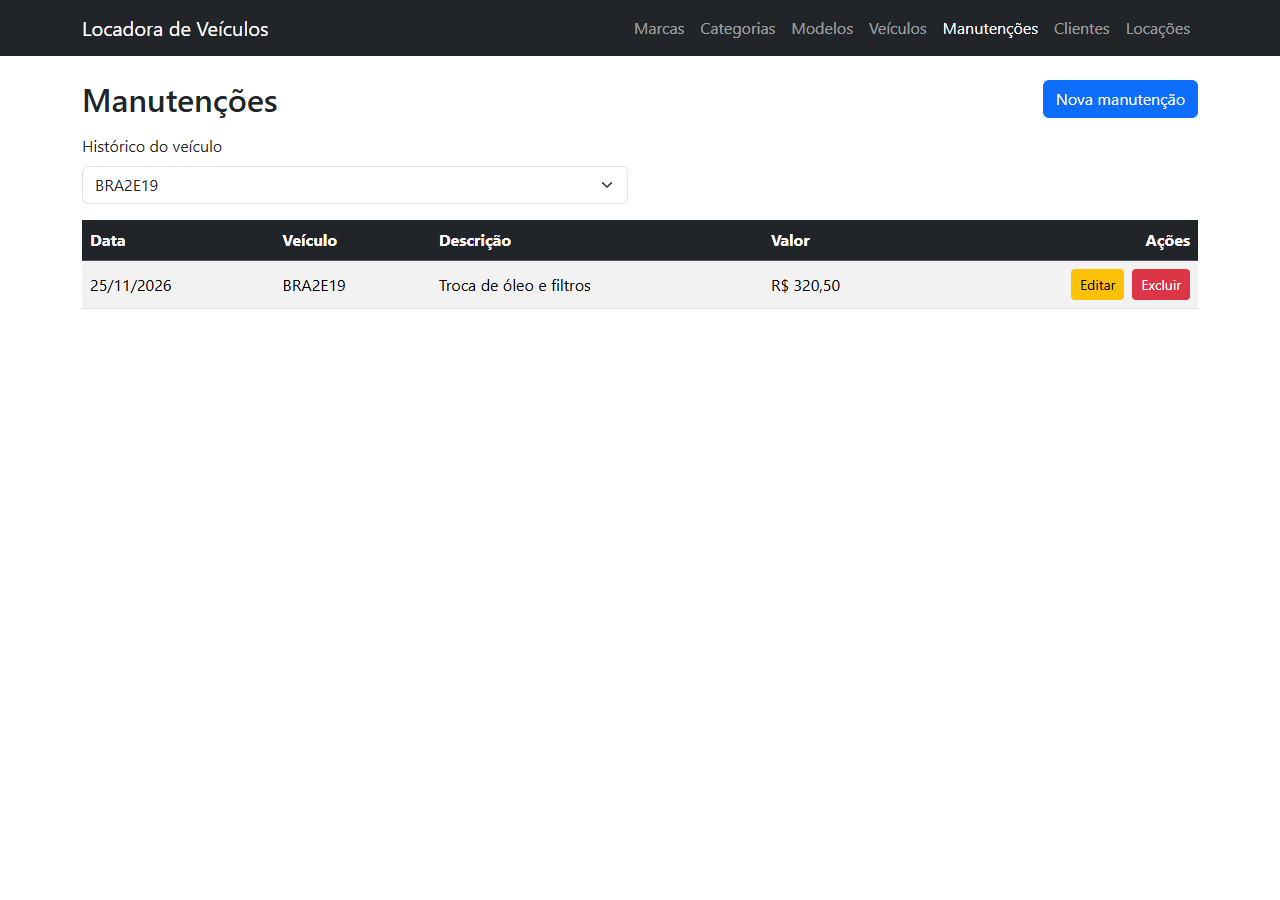 Locadora de Veículos Marcas Categorias Modelos Veículos Manutenções Clientes Locações
Manutenções Nova manutenção
Histórico do veículo
BRA2E19
Data Veículo Descrição Valor Ações
25/11/2026 BRA2E19 Troca de óleo e filtros R$ 320,50 Editar Excluir